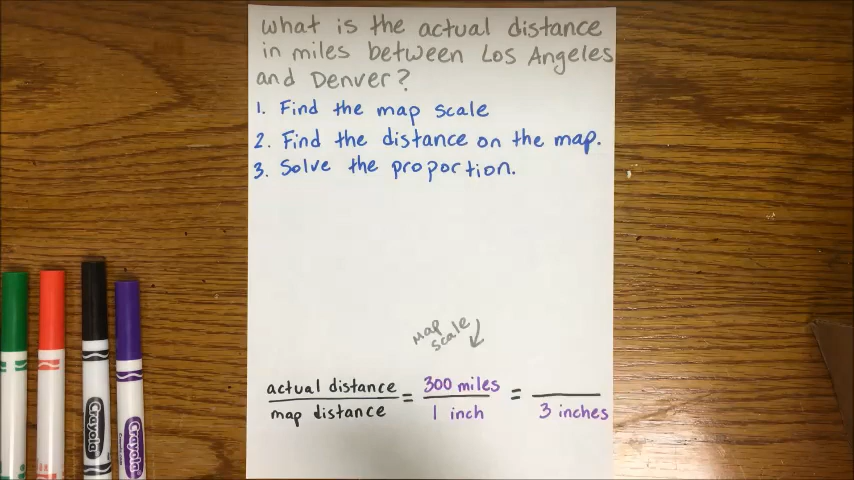 what is the actual distance
in miles between Los Angeles
and Denver?
1. Find the map scale
2. Find the distance on the map.
3. Solve the proportion.
map
scale
actual distance
map distance
=
300 miles
1 inch
=
3 inches
Crayola
Crayola